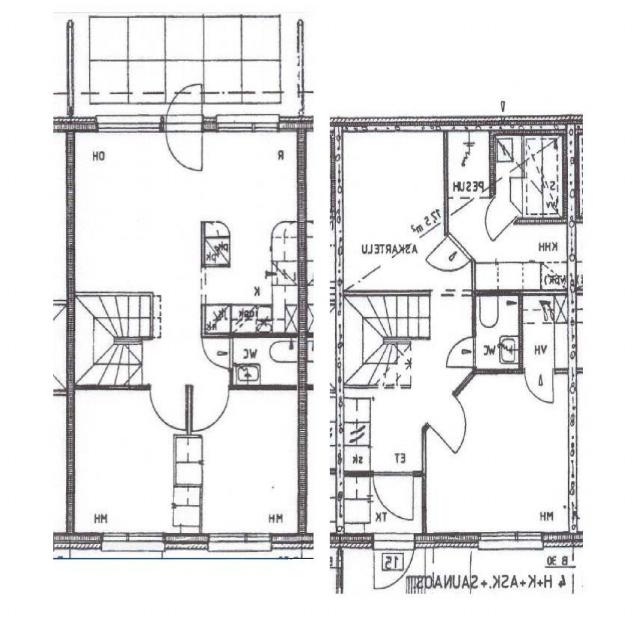 OH
R
K
WC
MH
MH
PESUH
17,5 m²
ASKARTELU
KHH
WC
VH
SK
ET
TK
MH
15
B 30
4 H+K+ASK.+SAUNAOS